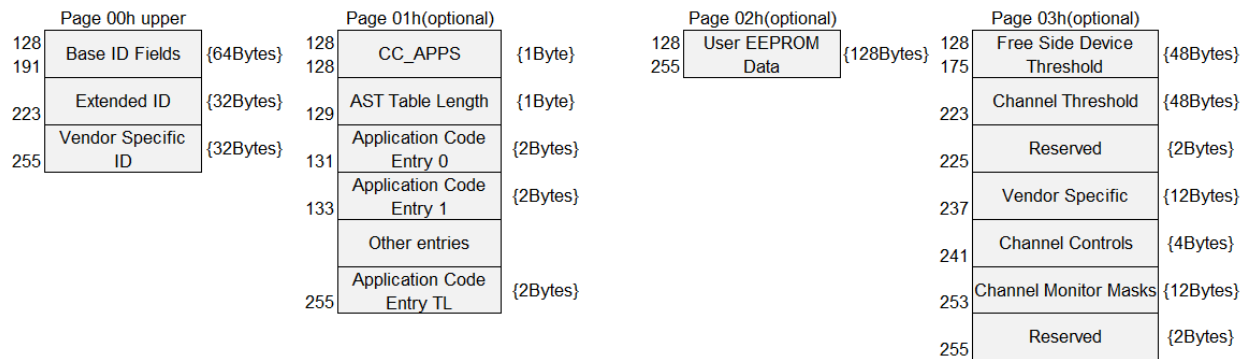 Page 00h upper
128
191
Base ID Fields
{64Bytes}
223
Extended ID
{32Bytes}
255
Vendor Specific
ID
{32Bytes}
Page 01h(optional)
128
128
CC_APPS
{1Byte}
129
AST Table Length
{1Byte}
131
Application Code
Entry 0
{2Bytes}
133
Application Code
Entry 1
{2Bytes}
Other entries
255
Application Code
Entry TL
{2Bytes}
Page 02h(optional)
128
255
User EEPROM
Data
{128Bytes}
Page 03h(optional)
128
175
Free Side Device
Threshold
{48Bytes}
223
Channel Threshold
{48Bytes}
225
Reserved
{2Bytes}
237
Vendor Specific
{12Bytes}
241
Channel Controls
{4Bytes}
253
Channel Monitor Masks
{12Bytes}
255
Reserved
{2Bytes}